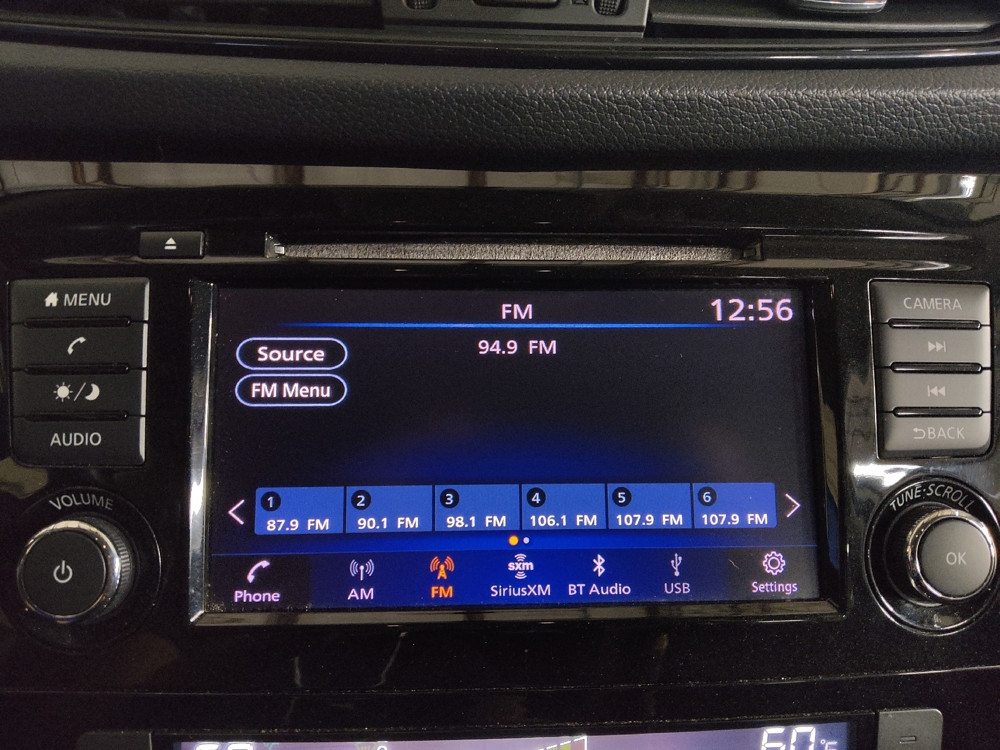 MENU
AUDIO
VOLUME
FM
12:56
94.9 FM
Source
FM Menu
1 2 3 4 5 6
87.9 FM 90.1 FM 98.1 FM 106.1 FM 107.9 FM 107.9 FM
Phone AM FM sxm SiriusXM BT Audio USB Settings
CAMERA
BACK
TUNE·SCROLL
OK
60°F